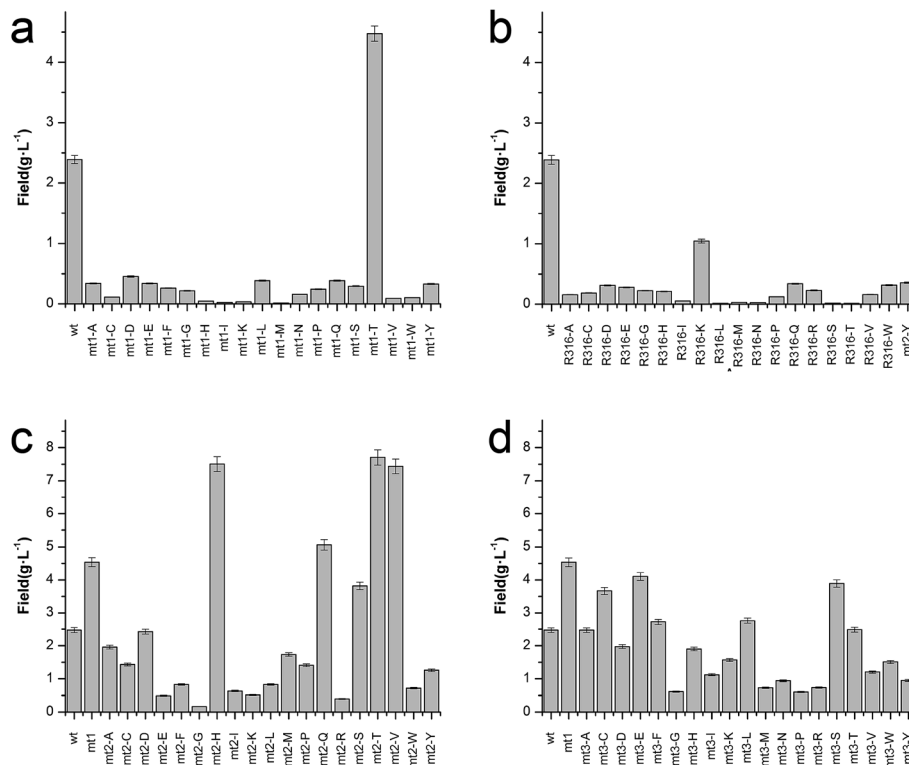 a
Field(g·L⁻¹)
4
3
2
1
0
wt
mt1-A
mt1-C
mt1-D
mt1-E
mt1-F
mt1-G
mt1-H
mt1-I
mt1-K
mt1-L
mt1-M
mt1-N
mt1-P
mt1-Q
mt1-S
mt1-T
mt1-V
mt1-W
mt1-Y
b
Field(g·L⁻¹)
4
3
2
1
0
wt
R316-A
R316-C
R316-D
R316-E
R316-G
R316-H
R316-I
R316-K
R316-L
R316-M
R316-N
R316-P
R316-Q
R316-R
R316-S
R316-T
R316-V
R316-W
mt2-Y
c
Field(g·L⁻¹)
8
7
6
5
4
3
2
1
0
wt
mt1
mt2-A
mt2-C
mt2-D
mt2-E
mt2-F
mt2-G
mt2-H
mt2-I
mt2-K
mt2-L
mt2-M
mt2-P
mt2-Q
mt2-R
mt2-S
mt2-T
mt2-V
mt2-W
mt2-Y
d
Field(g·L⁻¹)
8
7
6
5
4
3
2
1
0
wt
mt1
mt3-A
mt3-C
mt3-D
mt3-E
mt3-F
mt3-G
mt3-H
mt3-I
mt3-K
mt3-L
mt3-M
mt3-N
mt3-P
mt3-R
mt3-S
mt3-T
mt3-V
mt3-W
mt3-Y